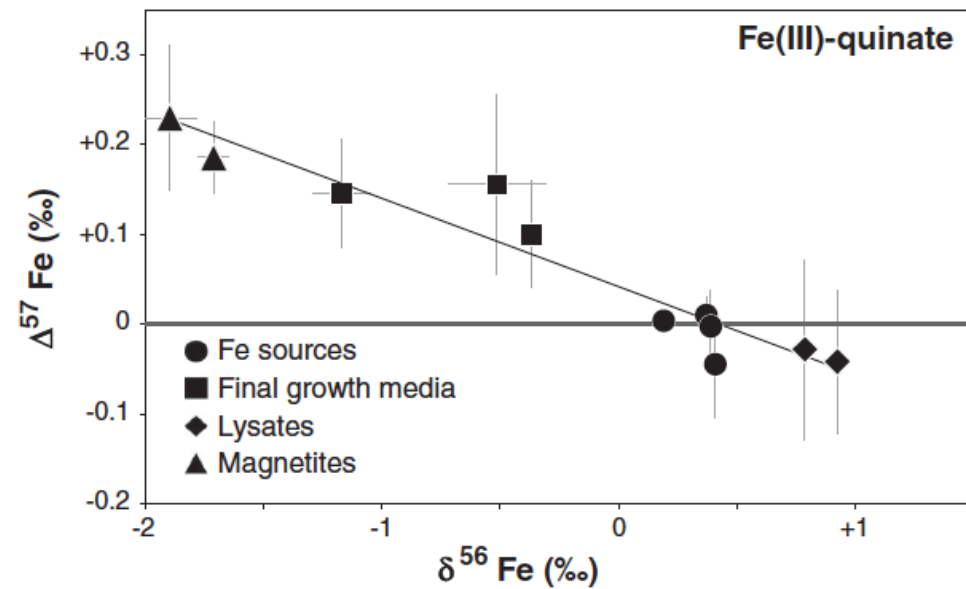 Fe(III)-quinate
+0.3
+0.2
+0.1
0
-0.1
-0.2
Δ⁵⁷ Fe (‰)
Fe sources
Final growth media
Lysates
Magnetites
-2 -1 0 +1
δ⁵⁶ Fe (‰)